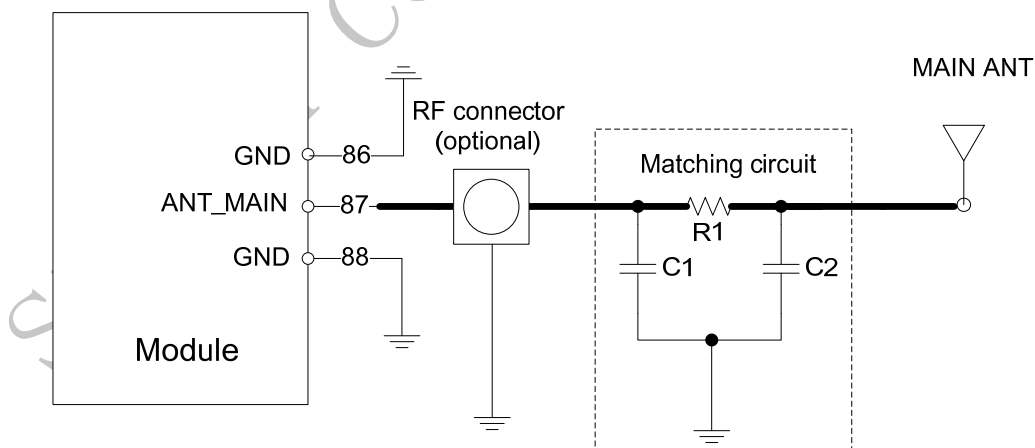 MAIN ANT
RF connector
(optional)
Matching circuit
GND 86
ANT_MAIN 87
GND 88
R1
C1 C2
Module